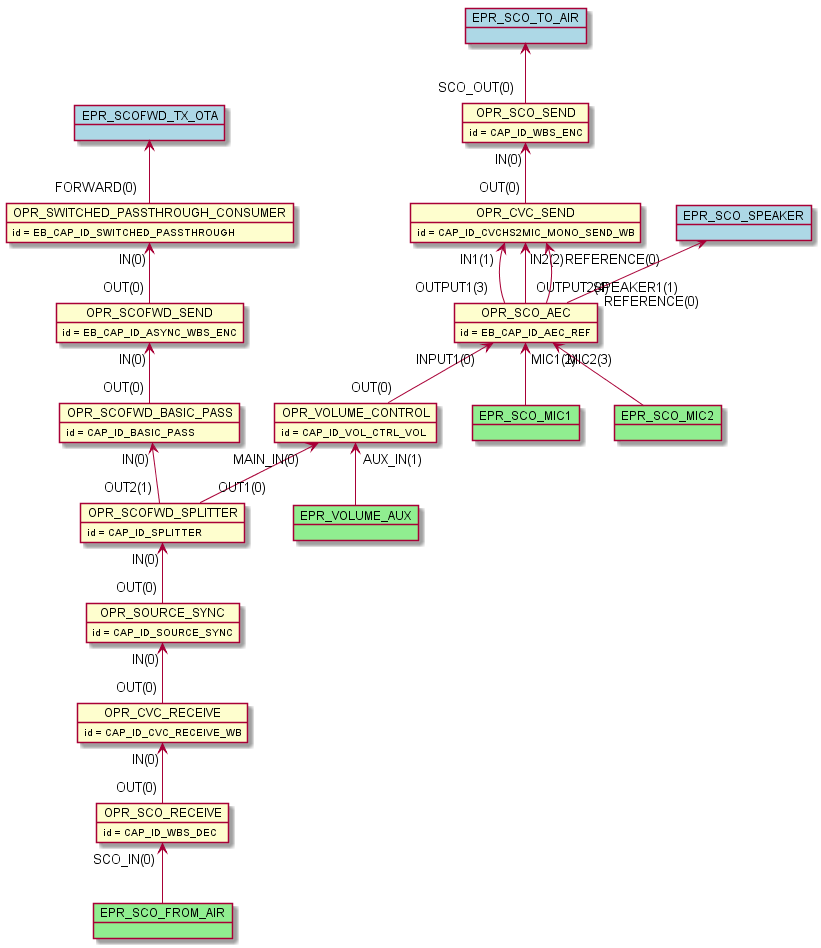 EPR_SCO_TO_AIR
SCO_OUT(0)
OPR_SCO_SEND
id = CAP_ID_WBS_ENC
EPR_SCOFWD_TX_OTA
IN(0)
FORWARD(0)
OUT(0)
OPR_SWITCHED_PASSTHROUGH_CONSUMER
id = EB_CAP_ID_SWITCHED_PASSTHROUGH
OPR_CVC_SEND
id = CAP_ID_CVCHS2MIC_MONO_SEND_WB
EPR_SCO_SPEAKER
IN(0)
IN1(1)
IN2(2)
REFERENCE(0)
OUT(0)
OUTPUT1(3)
OUTPUT2(4)
SPEAKER1(1)
REFERENCE(0)
OPR_SCOFWD_SEND
id = EB_CAP_ID_ASYNC_WBS_ENC
OPR_SCO_AEC
id = EB_CAP_ID_AEC_REF
IN(0)
INPUT1(0)
MIC1(2)
MIC2(3)
OUT(0)
OUT(0)
OPR_SCOFWD_BASIC_PASS
id = CAP_ID_BASIC_PASS
OPR_VOLUME_CONTROL
id = CAP_ID_VOL_CTRL_VOL
EPR_SCO_MIC1
EPR_SCO_MIC2
IN(0)
MAIN_IN(0)
AUX_IN(1)
OUT2(1)
OUT1(0)
OPR_SCOFWD_SPLITTER
id = CAP_ID_SPLITTER
EPR_VOLUME_AUX
IN(0)
OUT(0)
OPR_SOURCE_SYNC
id = CAP_ID_SOURCE_SYNC
IN(0)
OUT(0)
OPR_CVC_RECEIVE
id = CAP_ID_CVC_RECEIVE_WB
IN(0)
OUT(0)
OPR_SCO_RECEIVE
id = CAP_ID_WBS_DEC
SCO_IN(0)
EPR_SCO_FROM_AIR